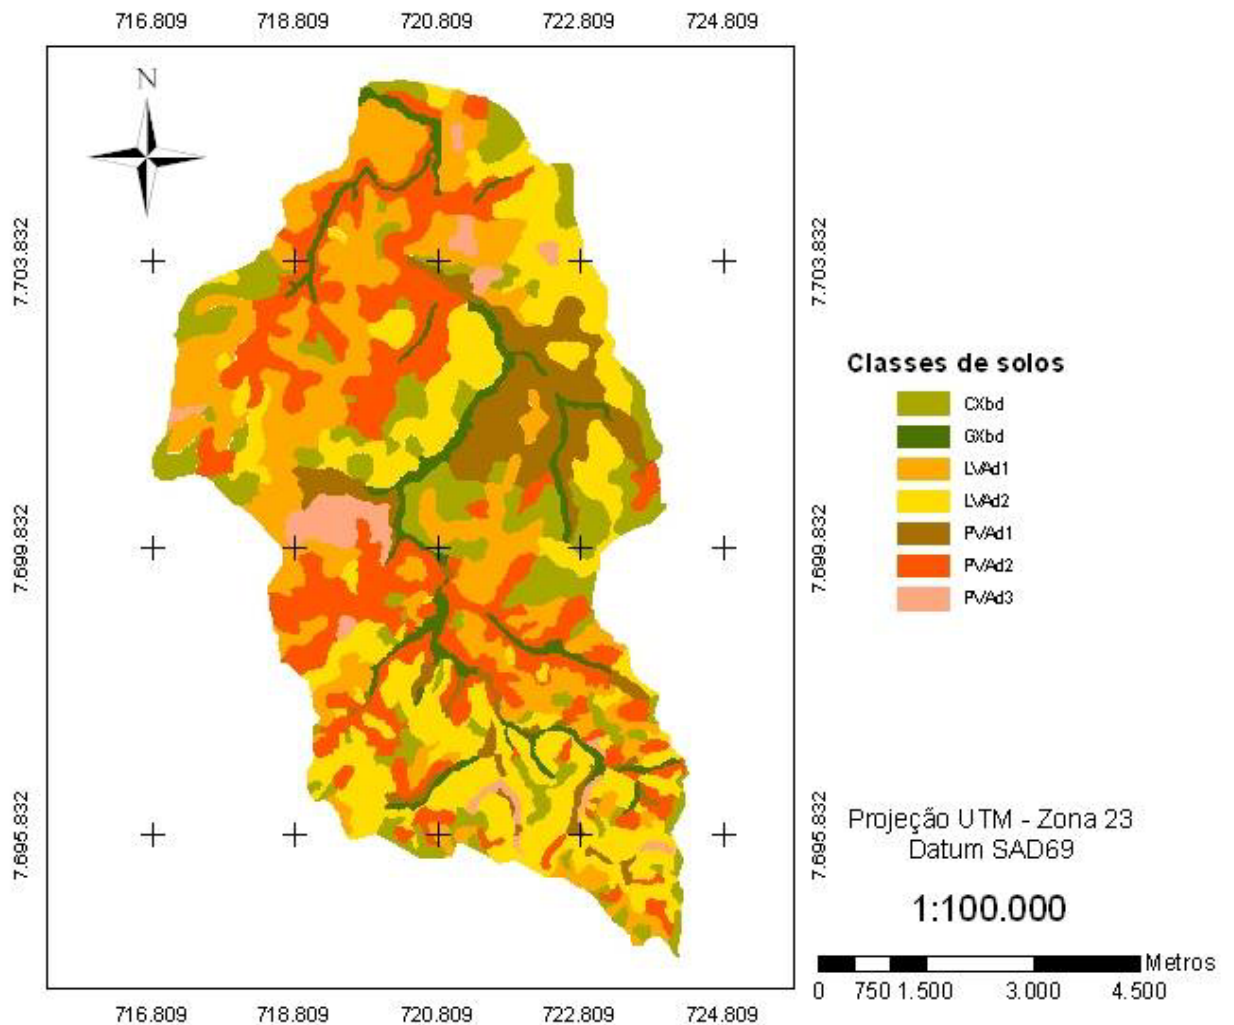 716.809 718.809 720.809 722.809 724.809
N
7.703.832 7.703.832
7.699.832 7.699.832
7.695.832 7.695.832
Classes de solos
CXbd
GXbd
LVAd1
LVAd2
PVAd1
PVAd2
PVAd3
Projeção UTM - Zona 23
Datum SAD69
1:100.000
Metros
0 750 1.500 3.000 4.500
716.809 718.809 720.809 722.809 724.809